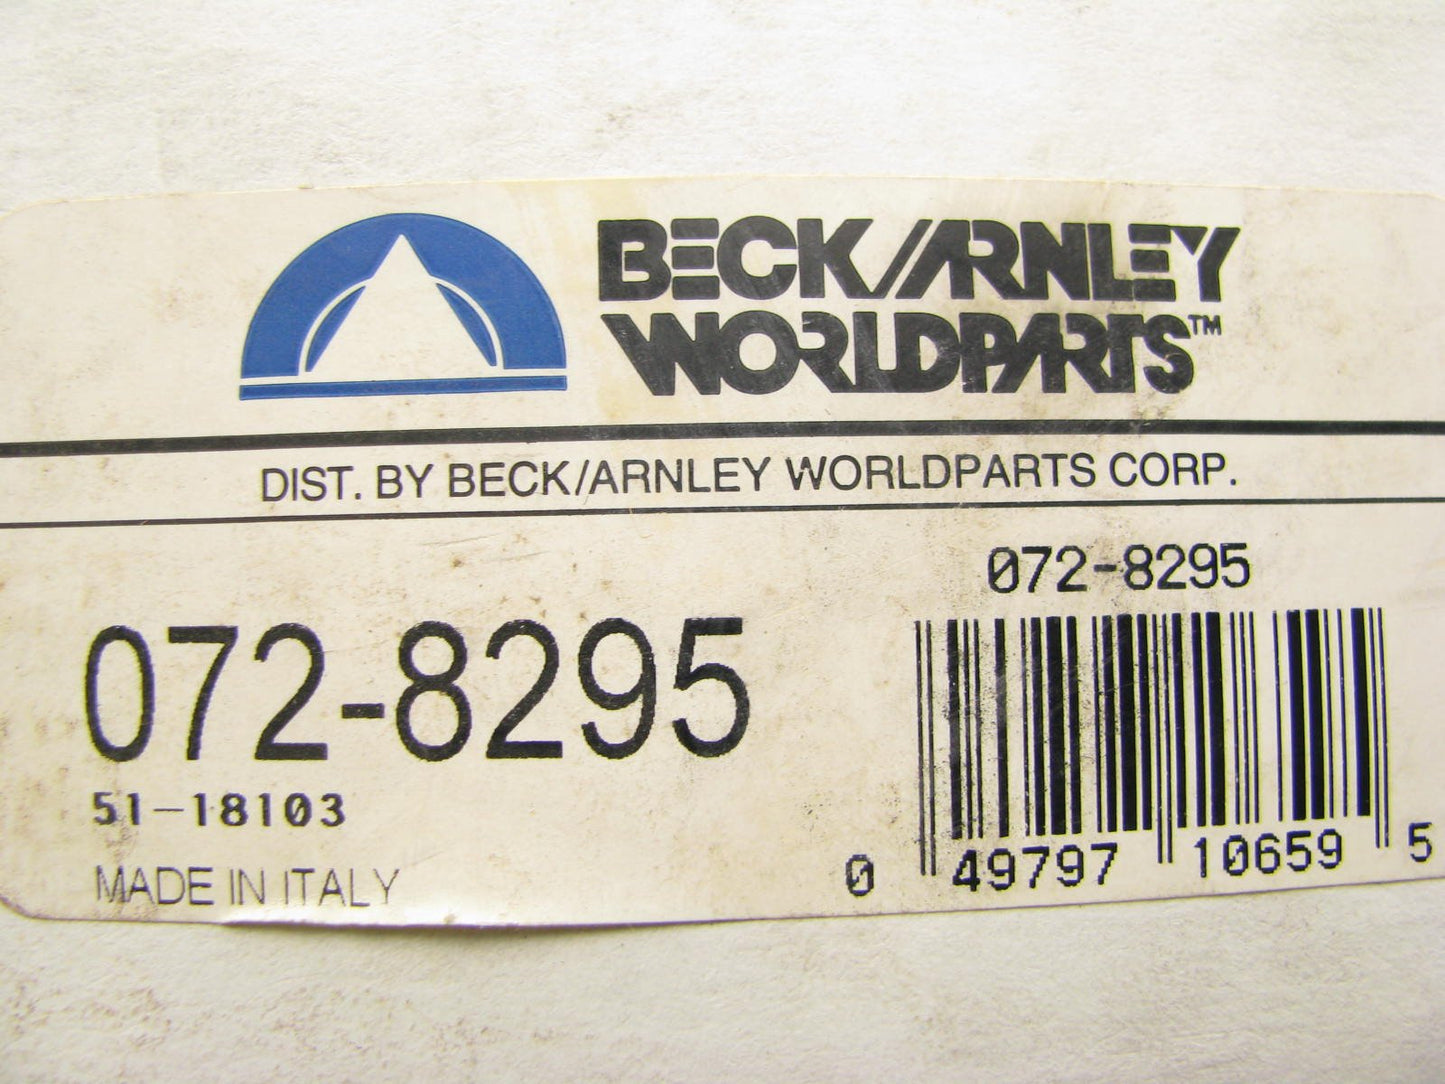 BECK/ARNLEY
WORLDPARTS™
DIST. BY BECK/ARNLEY WORLDPARTS CORP.
072-8295
072-8295
51-18103
MADE IN ITALY
0 49797 10659 5